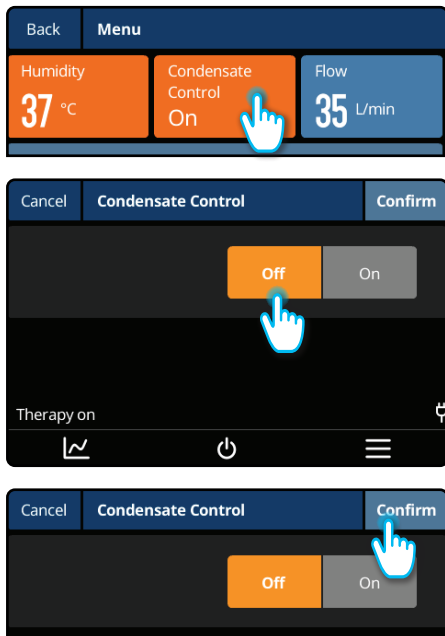 Back Menu
Humidity
37 °C
Condensate
Control
On
Flow
35 L/min
Cancel Condensate Control Confirm
Off On
Therapy on
Cancel Condensate Control Confirm
Off On